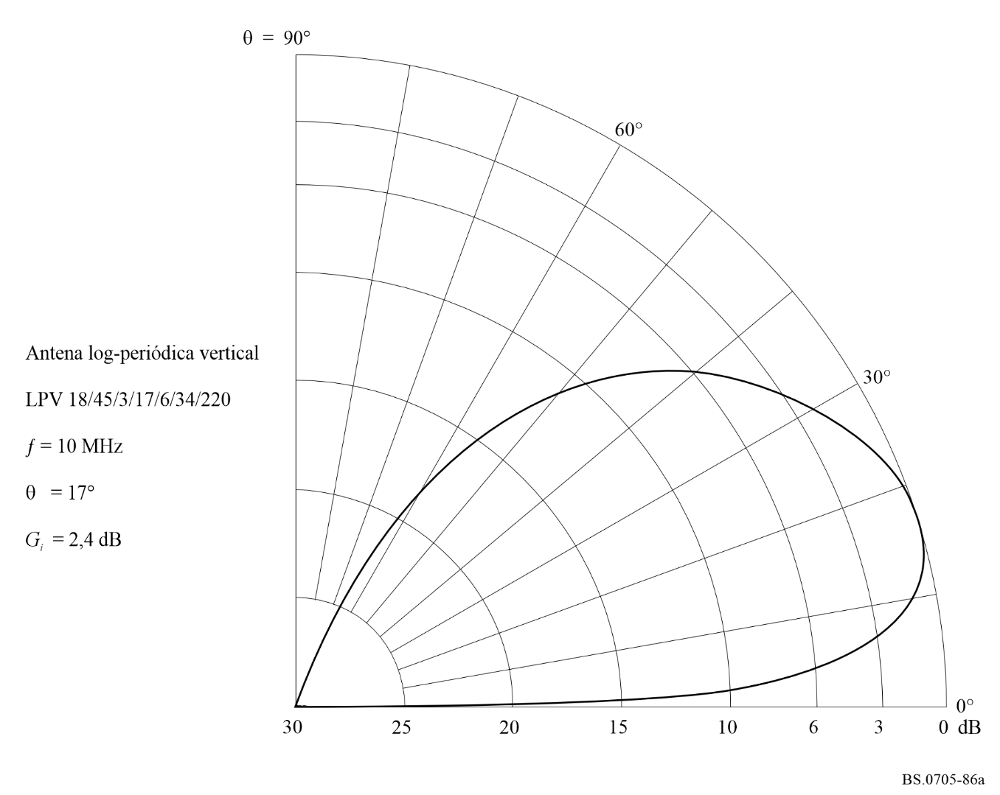 θ = 90°
60°
30°
Antena log-periódica vertical
LPV 18/45/3/17/6/34/220
f = 10 MHz
θ = 17°
Gi = 2,4 dB
0°
30 25 20 15 10 6 3 0 dB
BS.0705-86a